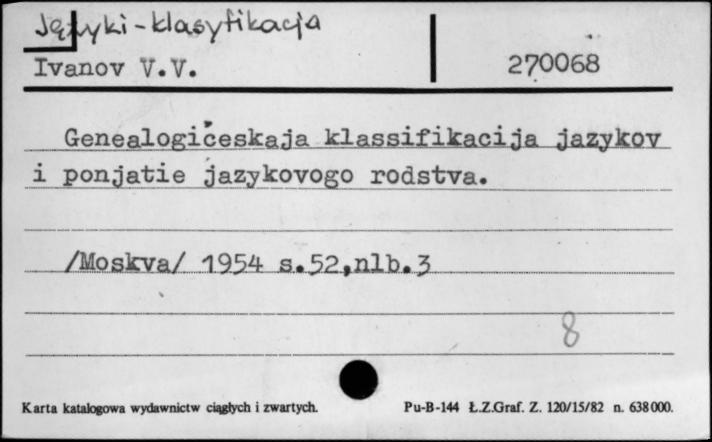 Języki-klasyfikacja
Ivanov V.V. 270068
Genealogičeskaja klassifikacija jazykov
i ponjatie jazykovogo rodstva.
/Moskva/ 1954 s.52,nlb.3
8
Karta katalogowa wydawnictw ciągłych i zwartych. Pu-B-144 Ł.Z.Graf. Z. 120/15/82 n. 638000.